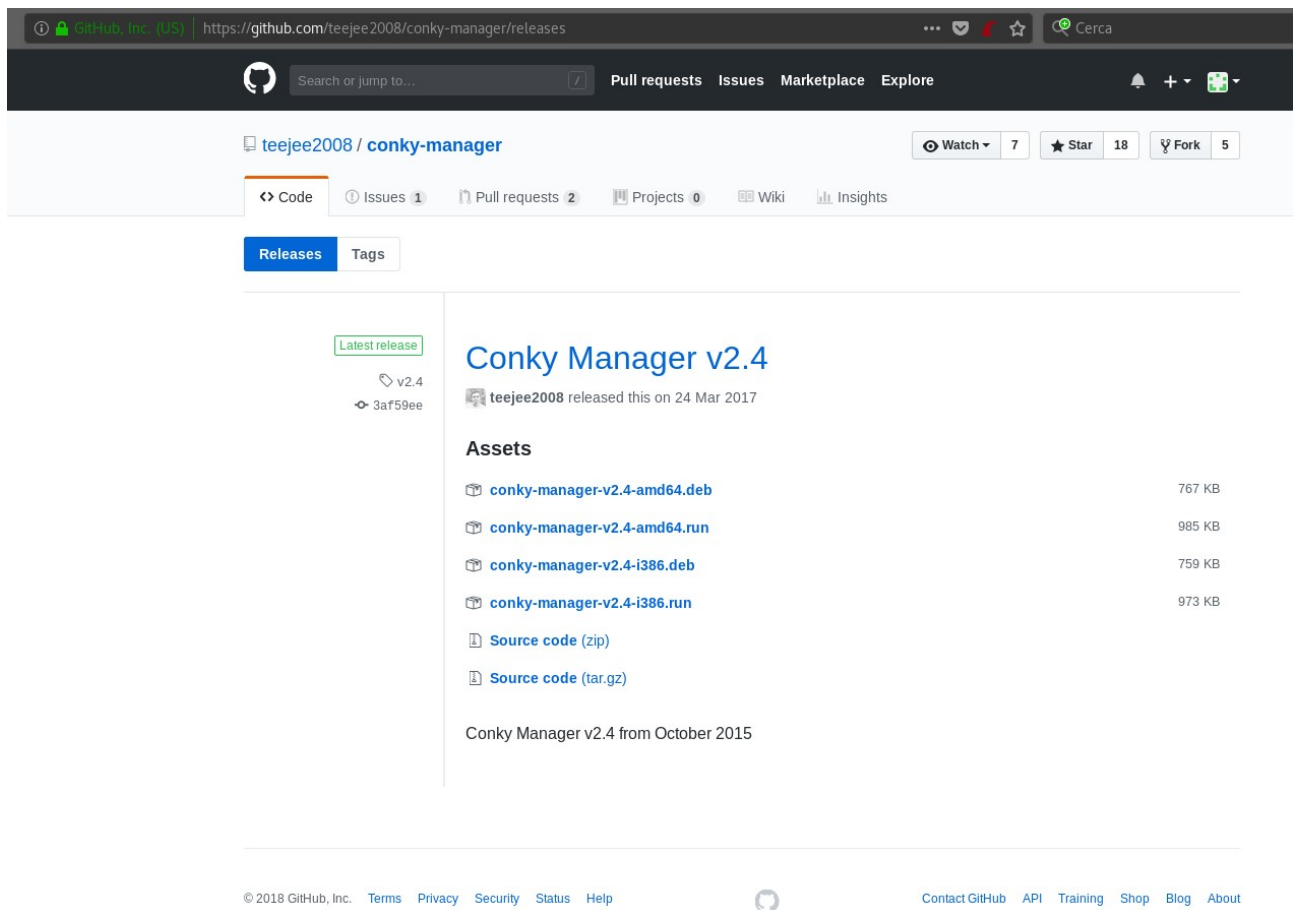 GitHub, Inc. (US) https://github.com/teejee2008/conky-manager/releases Cerca
Search or jump to... / Pull requests Issues Marketplace Explore
teejee2008 / conky-manager Watch 7 Star 18 Fork 5
Code Issues 1 Pull requests 2 Projects 0 Wiki Insights
Releases Tags
Latest release
v2.4
3af59ee
Conky Manager v2.4
teejee2008 released this on 24 Mar 2017
Assets
conky-manager-v2.4-amd64.deb 767 KB
conky-manager-v2.4-amd64.run 985 KB
conky-manager-v2.4-i386.deb 759 KB
conky-manager-v2.4-i386.run 973 KB
Source code (zip)
Source code (tar.gz)
Conky Manager v2.4 from October 2015
© 2018 GitHub, Inc. Terms Privacy Security Status Help Contact GitHub API Training Shop Blog About